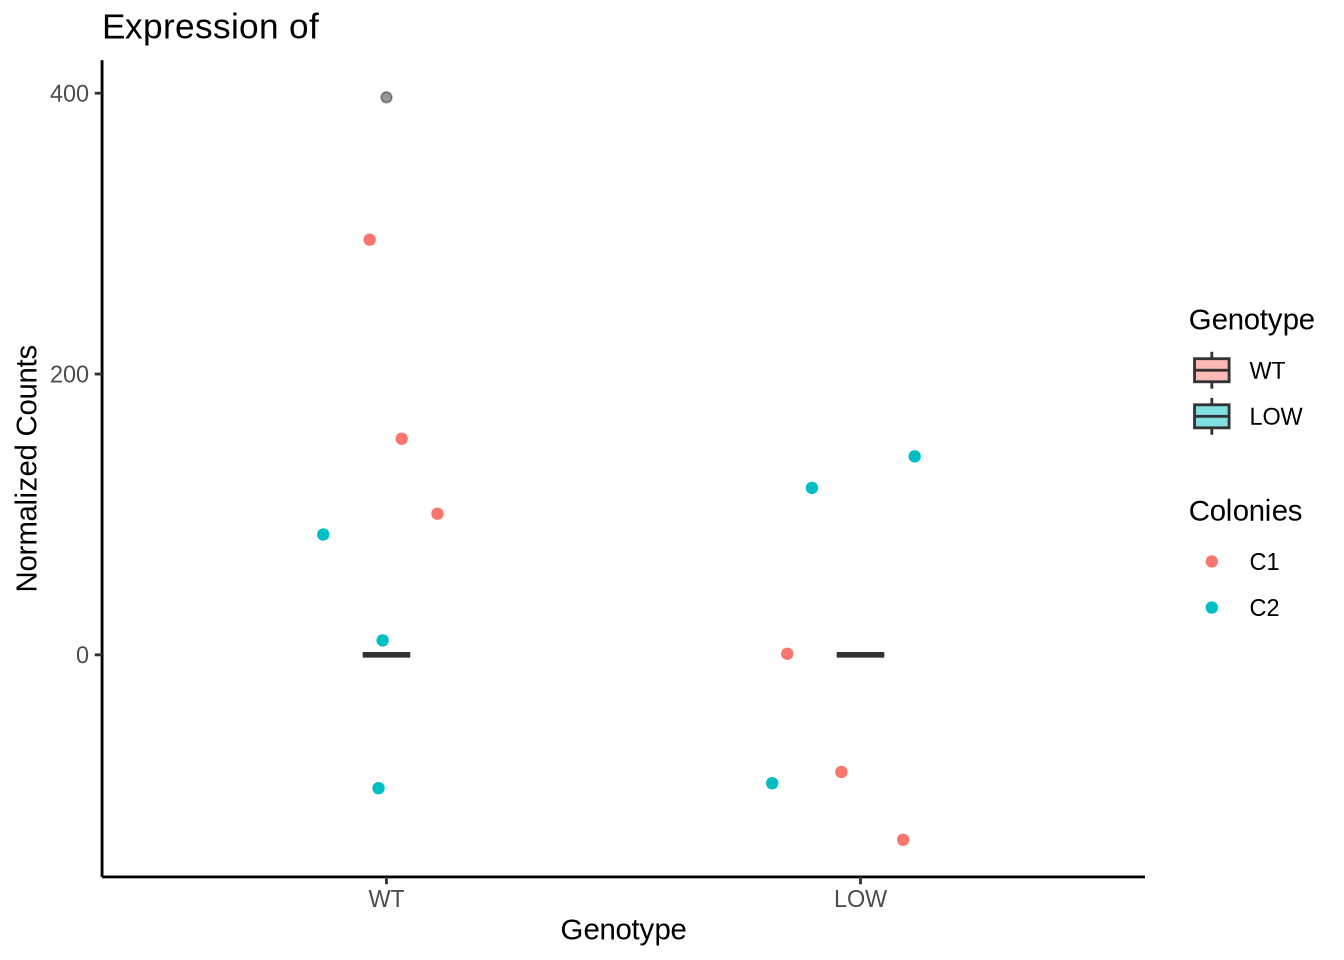 Expression of
400
200
0
Normalized Counts
WT
LOW
Genotype
Genotype
WT
LOW
Colonies
C1
C2